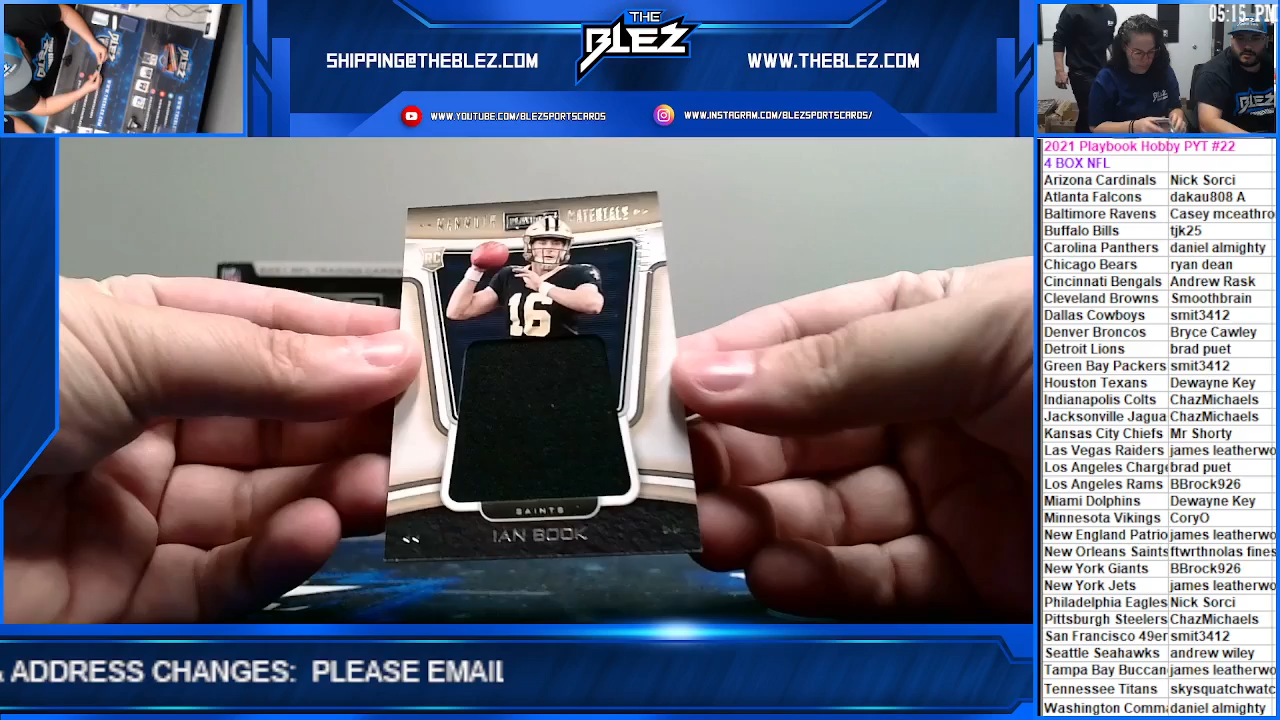 THE
BLEZ
SHIPPING@THEBLEZ.COM
WWW.THEBLEZ.COM
WWW.YOUTUBE.COM/BLEZSPORTSCARDS
WWW.INSTAGRAM.COM/BLEZSPORTSCARDS/
05:15 PM
MATERIALS
RC
16
SAINTS
IAN BOOK
ADDRESS CHANGES: PLEASE EMAIL
2021 Playbook Hobby PYT #22
4 BOX NFL
Arizona Cardinals Nick Sorci
Atlanta Falcons dakau808 A
Baltimore Ravens Casey mceathro
Buffalo Bills tjk25
Carolina Panthers daniel almighty
Chicago Bears ryan dean
Cincinnati Bengals Andrew Rask
Cleveland Browns Smoothbrain
Dallas Cowboys smit3412
Denver Broncos Bryce Cawley
Detroit Lions brad puet
Green Bay Packers smit3412
Houston Texans Dewayne Key
Indianapolis Colts ChazMichaels
Jacksonville Jagua ChazMichaels
Kansas City Chiefs Mr Shorty
Las Vegas Raiders james leatherwo
Los Angeles Charg brad puet
Los Angeles Rams BBrock926
Miami Dolphins Dewayne Key
Minnesota Vikings CoryO
New England Patrio james leatherwo
New Orleans Saints ftwrthnolas fines
New York Giants BBrock926
New York Jets james leatherwo
Philadelphia Eagles Nick Sorci
Pittsburgh Steelers ChazMichaels
San Francisco 49er smit3412
Seattle Seahawks andrew wiley
Tampa Bay Buccan james leatherwo
Tennessee Titans skysquatchwatc
Washington Comma daniel almighty